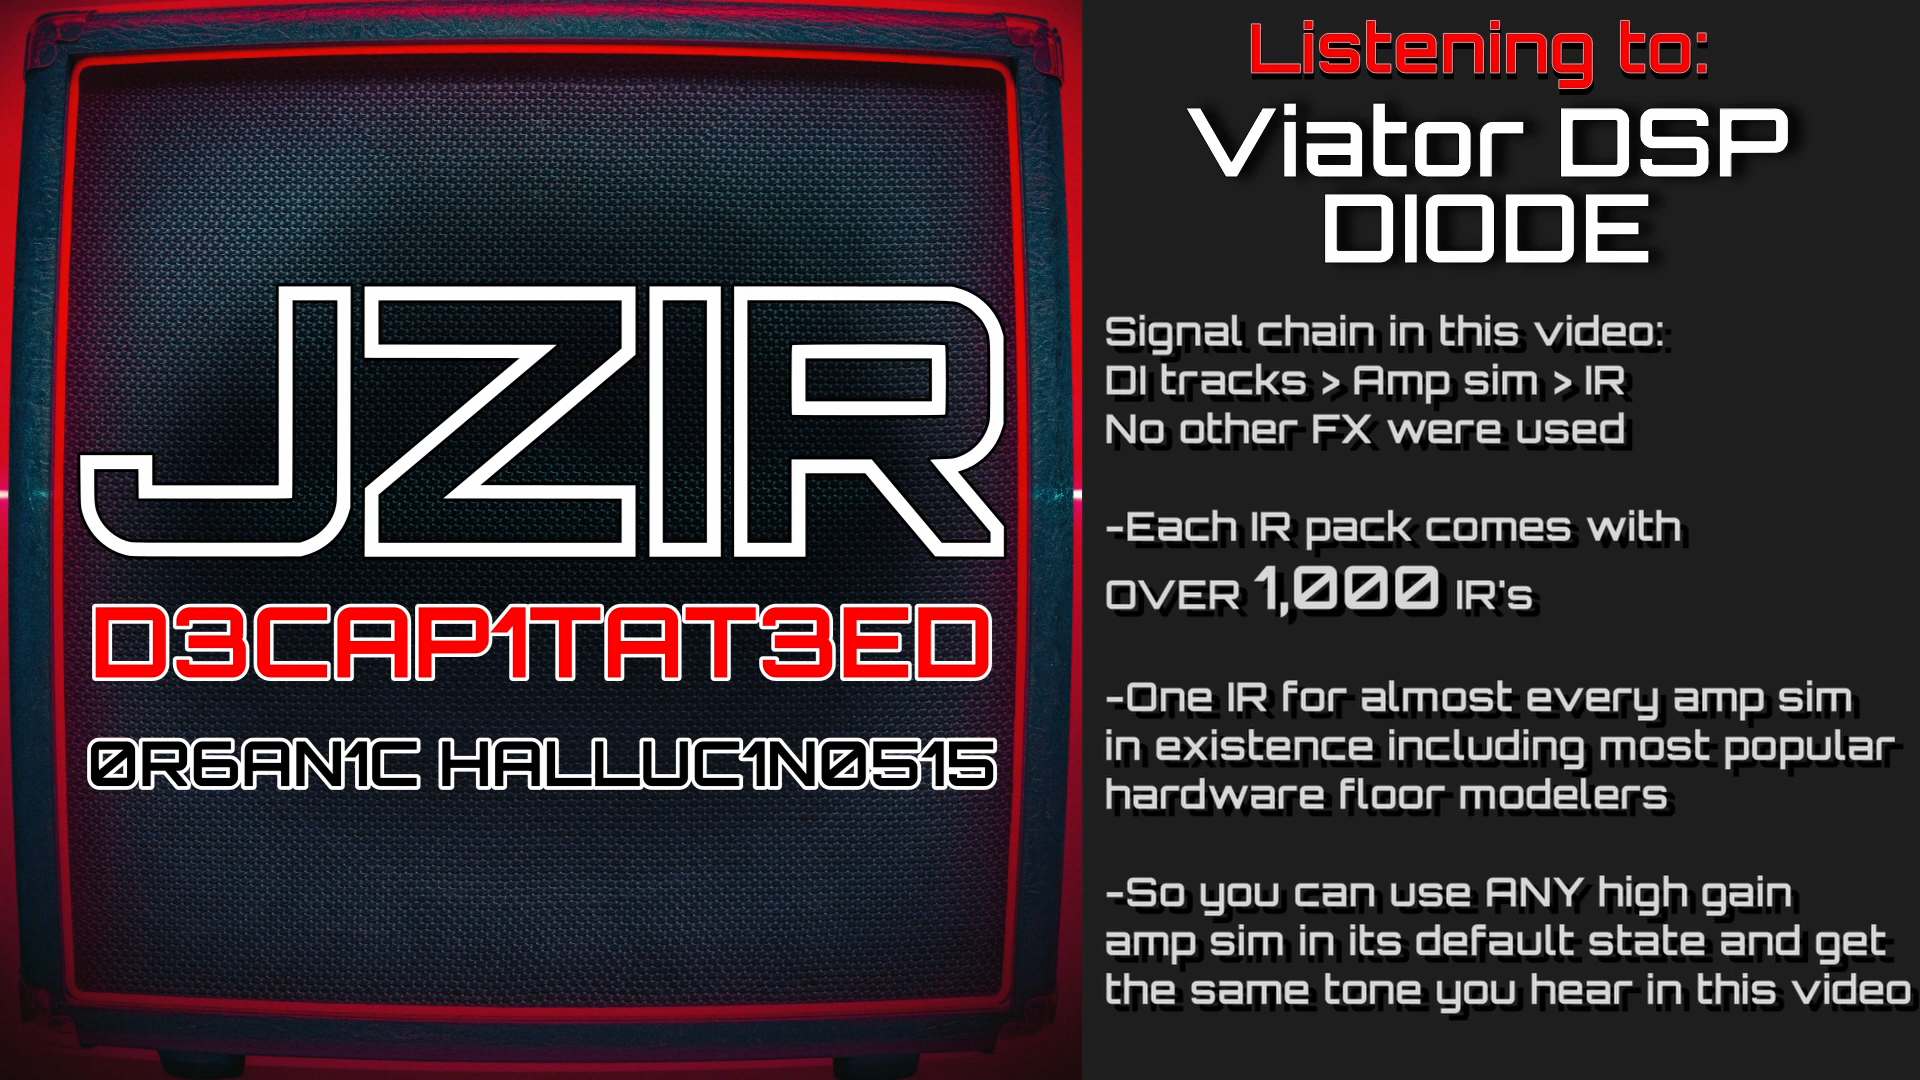 JZIR
D3CAP1TAT3ED
0R6AN1C HALLUC1N0515
Listening to:
Viator DSP
DIODE
Signal chain in this video:
DI tracks > Amp sim > IR
No other FX were used
-Each IR pack comes with
OVER 1,000 IR's
-One IR for almost every amp sim
in existence including most popular
hardware floor modelers
-So you can use ANY high gain
amp sim in its default state and get
the same tone you hear in this video